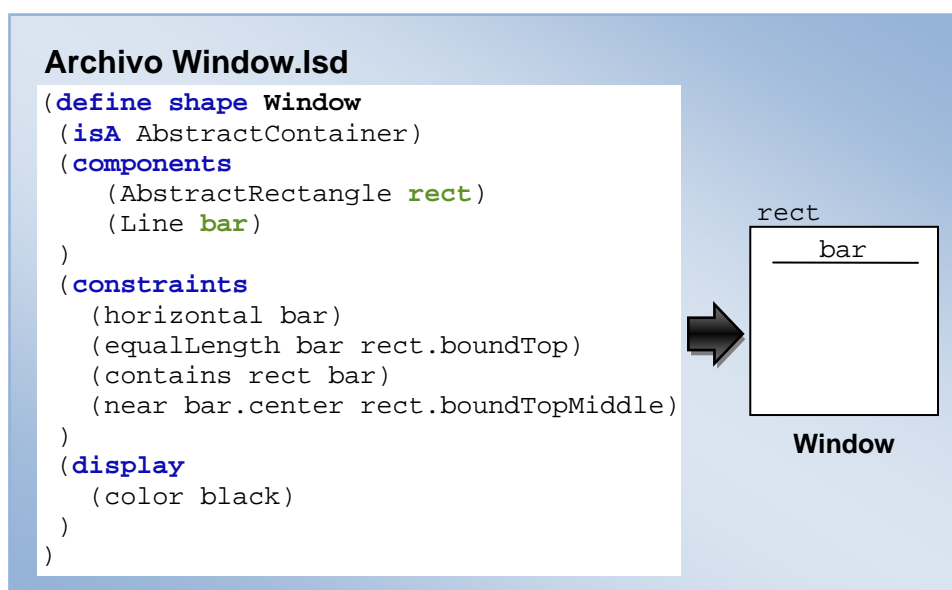 Archivo Window.lsd
(define shape Window
(isA AbstractContainer)
(components
(AbstractRectangle rect)
(Line bar)
)
(constraints
(horizontal bar)
(equalLength bar rect.boundTop)
(contains rect bar)
(near bar.center rect.boundTopMiddle)
)
(display
(color black)
)
)
rect
bar
Window